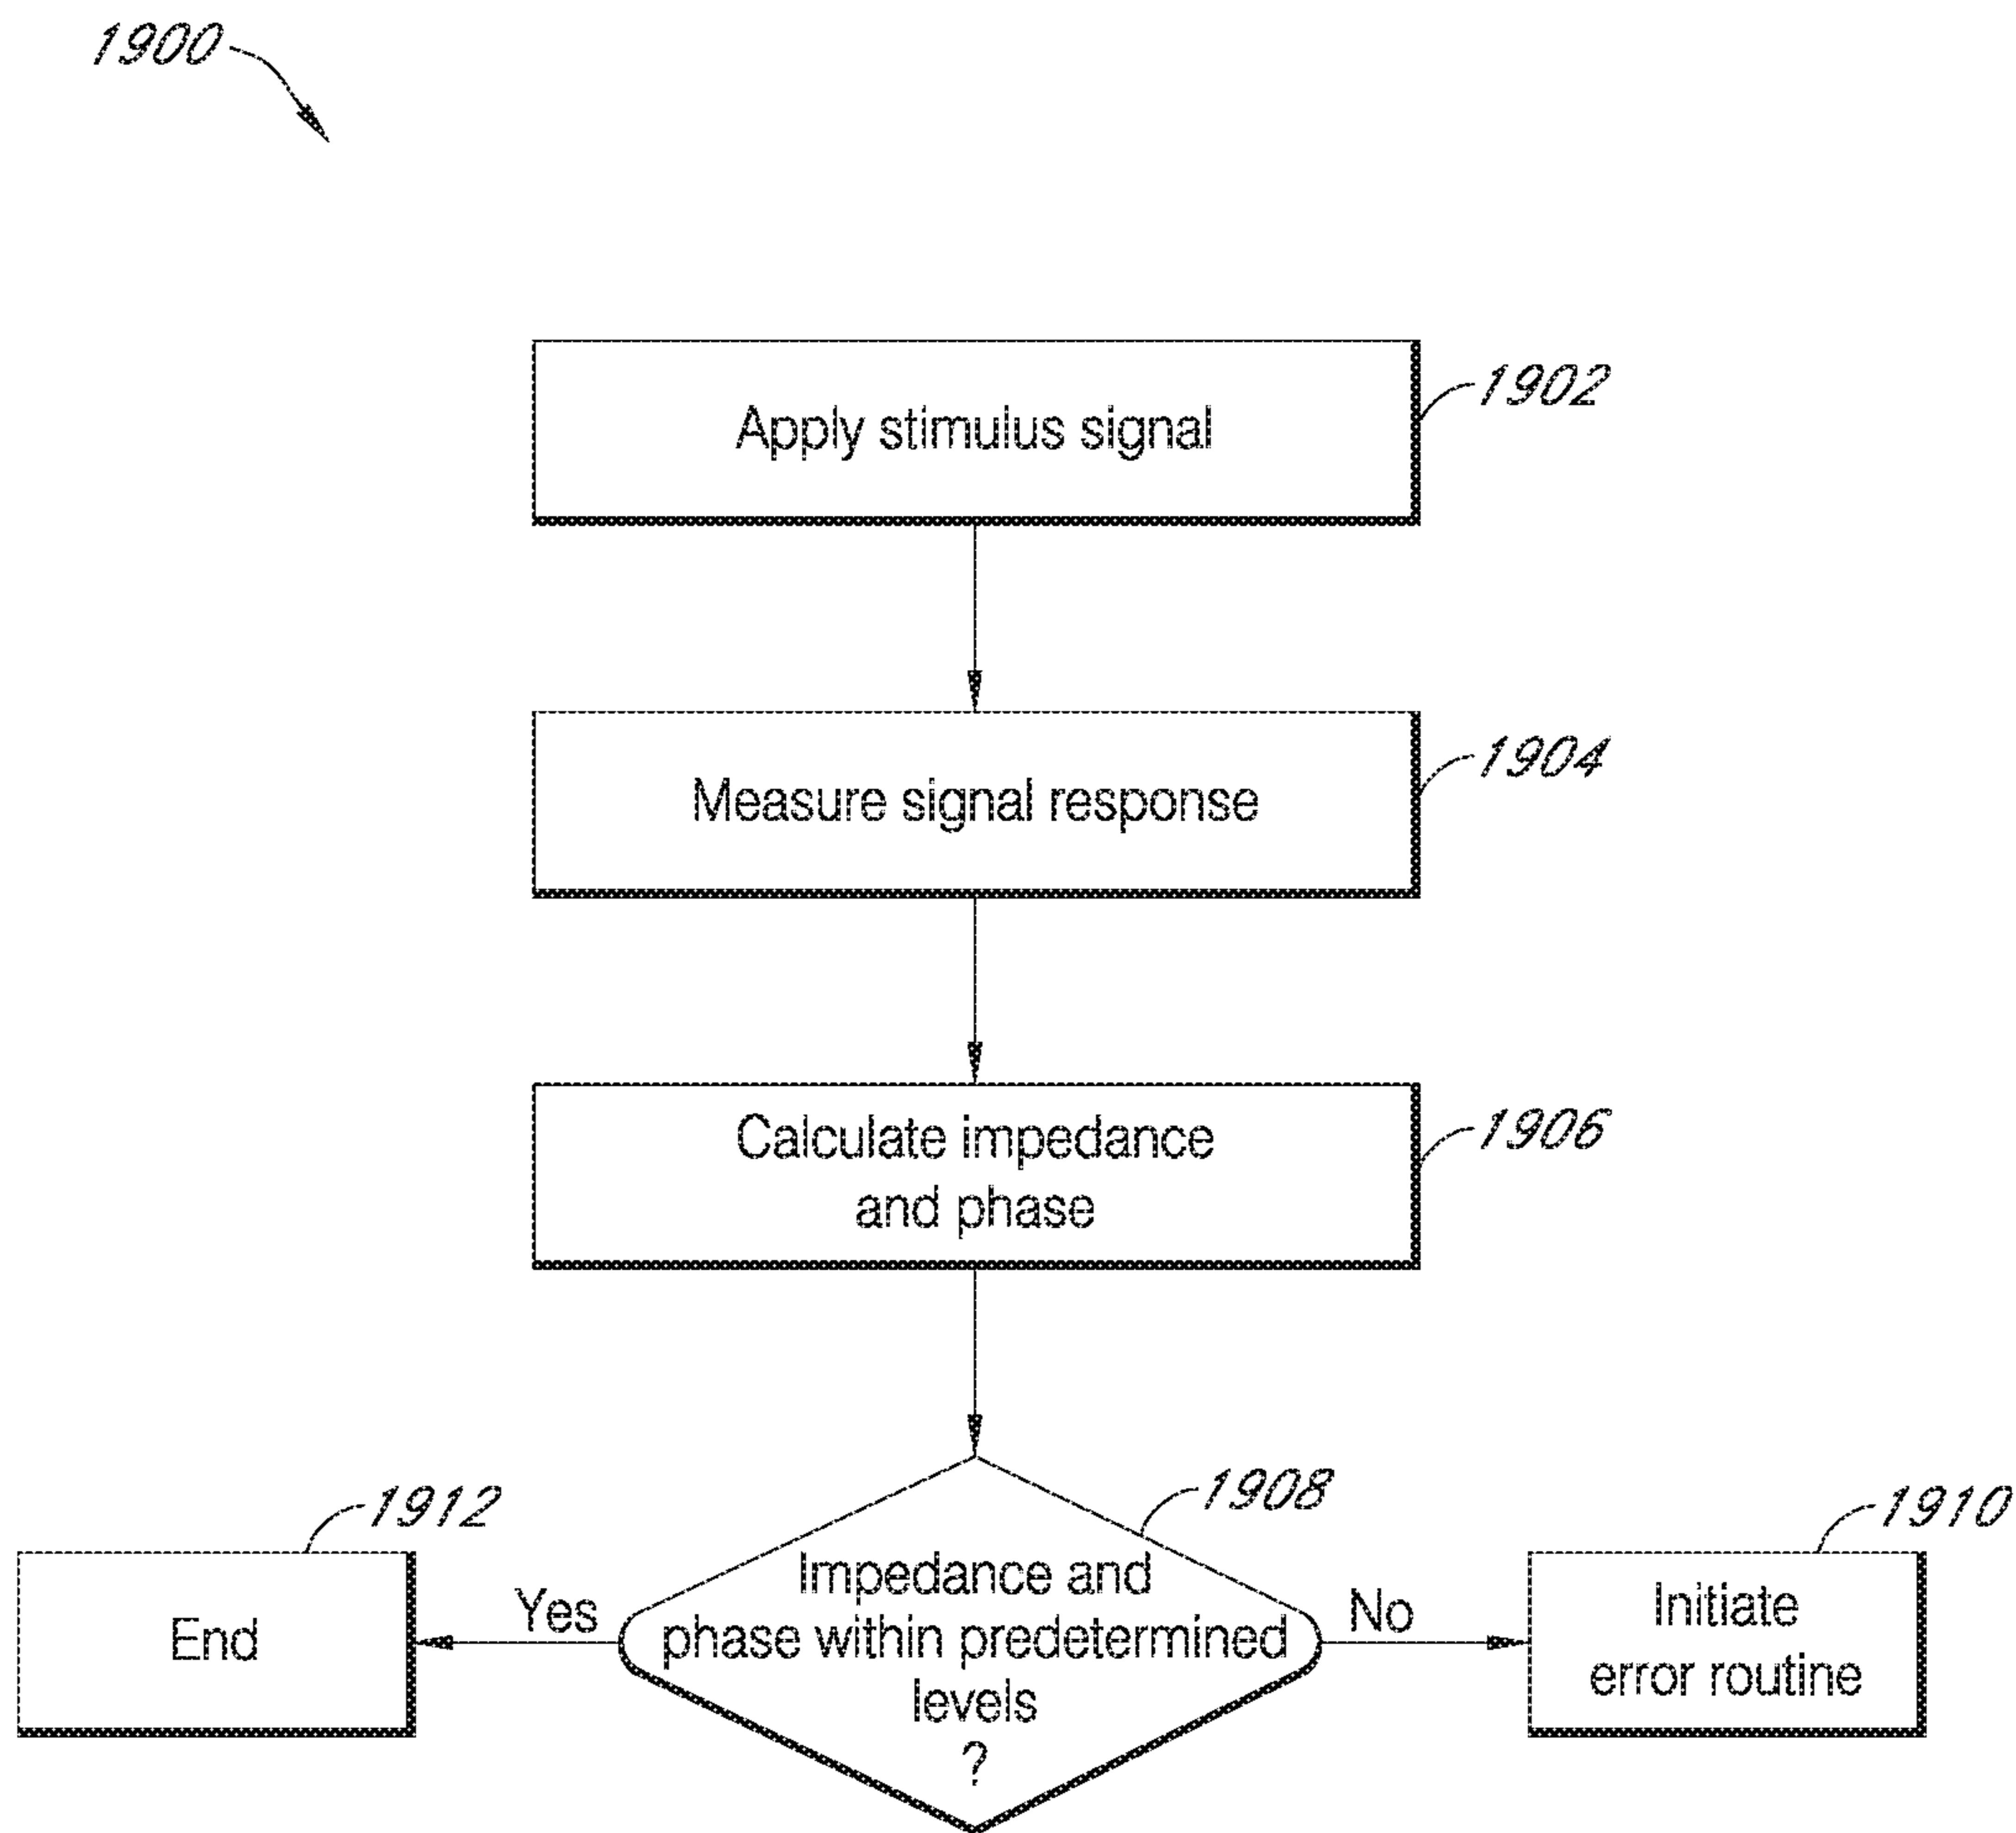 1900
Apply stimulus signal
1902
Measure signal response
1904
Calculate impedance
and phase
1906
1912
End
Yes
1908
Impedance and
phase within predetermined
levels
?
No
1910
Initiate
error routine